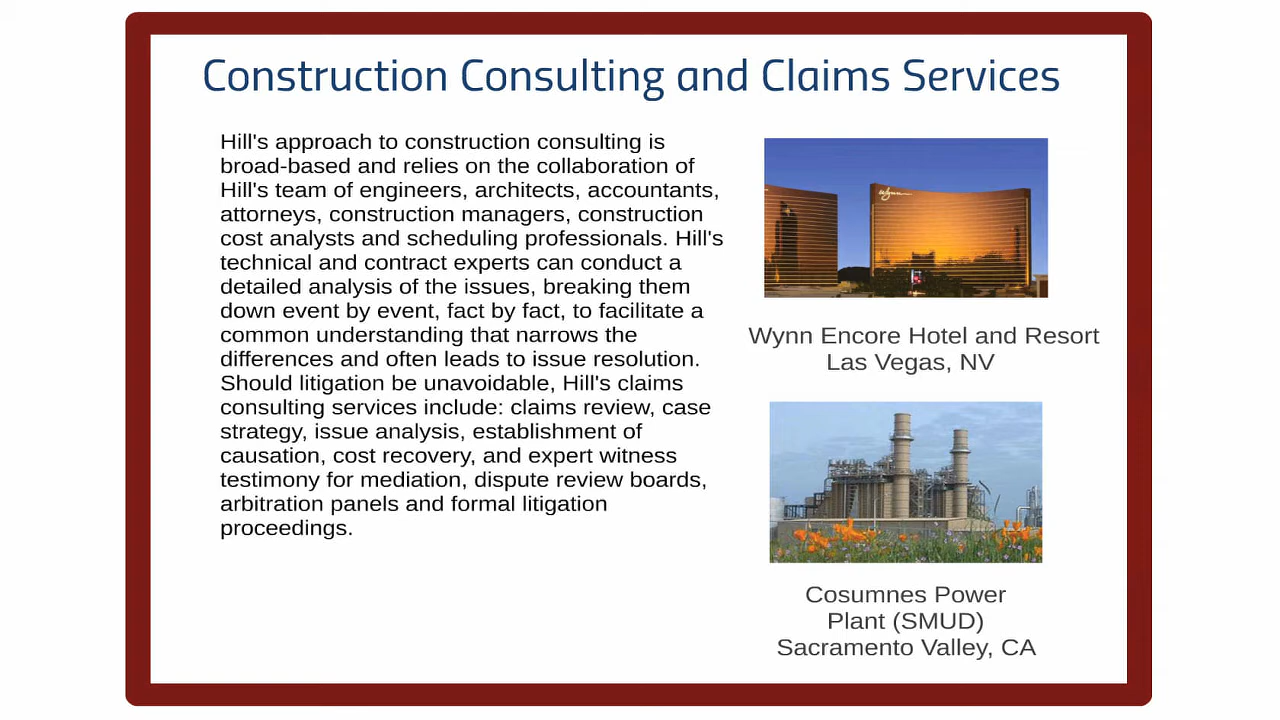 Construction Consulting and Claims Services
Hill's approach to construction consulting is
broad-based and relies on the collaboration of
Hill's team of engineers, architects, accountants,
attorneys, construction managers, construction
cost analysts and scheduling professionals. Hill's
technical and contract experts can conduct a
detailed analysis of the issues, breaking them
down event by event, fact by fact, to facilitate a
common understanding that narrows the
differences and often leads to issue resolution.
Should litigation be unavoidable, Hill's claims
consulting services include: claims review, case
strategy, issue analysis, establishment of
causation, cost recovery, and expert witness
testimony for mediation, dispute review boards,
arbitration panels and formal litigation
proceedings.
Wynn
Wynn Encore Hotel and Resort
Las Vegas, NV
Cosumnes Power
Plant (SMUD)
Sacramento Valley, CA